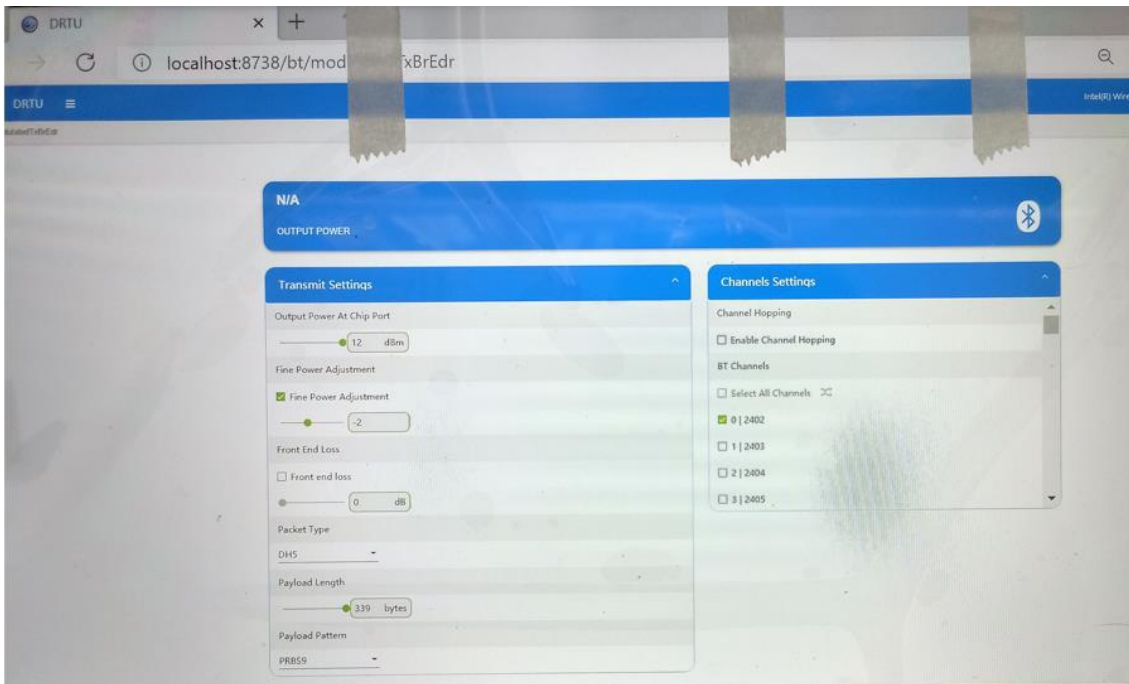 DRTU
localhost:8738/bt/mod TxBrEdr
DRTU
Intel(R) Wire
N/A
OUTPUT POWER
Transmit Settings
Output Power At Chip Port
12 dBm
Fine Power Adjustment
Fine Power Adjustment
-2
Front End Loss
Front end loss
0 dB
Packet Type
DH5
Payload Length
339 bytes
Payload Pattern
PRBS9
Channels Settings
Channel Hopping
Enable Channel Hopping
BT Channels
Select All Channels
0 | 2402
1 | 2403
2 | 2404
3 | 2405